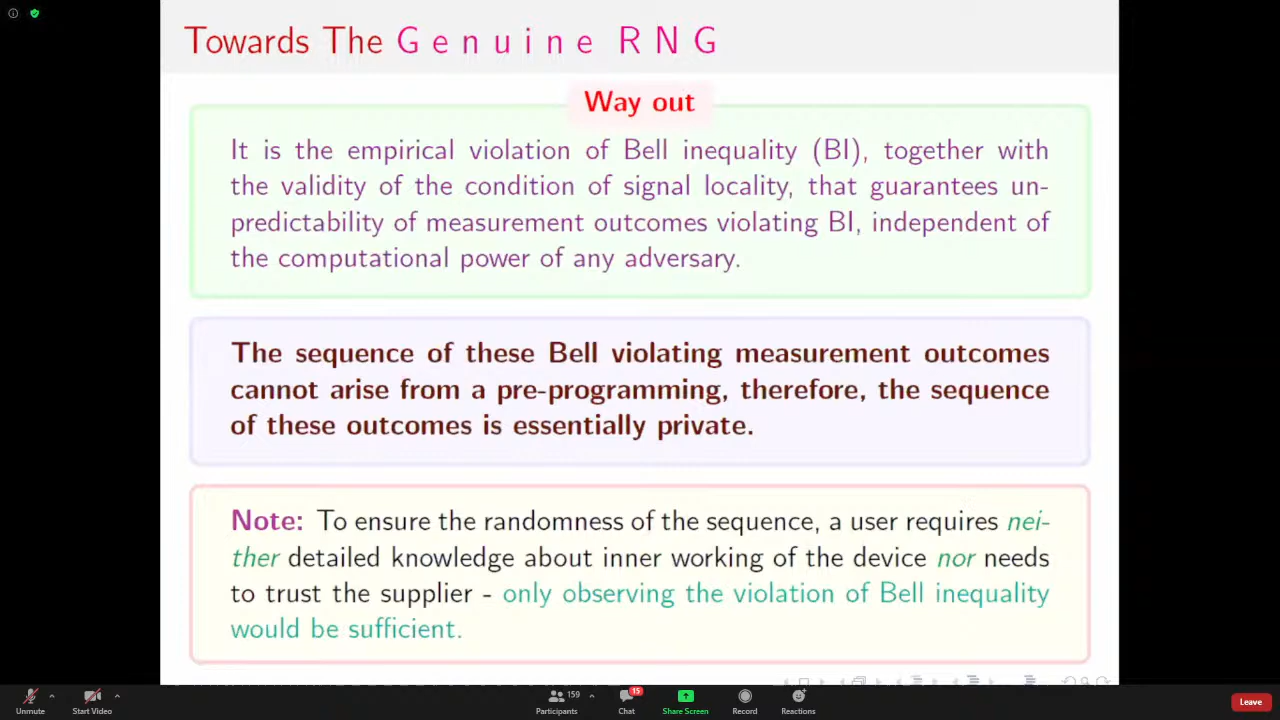 Towards The Genuine RNG
Way out
It is the empirical violation of Bell inequality (BI), together with
the validity of the condition of signal locality, that guarantees un-
predictability of measurement outcomes violating BI, independent of
the computational power of any adversary.
The sequence of these Bell violating measurement outcomes
cannot arise from a pre-programming, therefore, the sequence
of these outcomes is essentially private.
Note: To ensure the randomness of the sequence, a user requires nei-
ther detailed knowledge about inner working of the device nor needs
to trust the supplier - only observing the violation of Bell inequality
would be sufficient.
159 15
Unmute Start Video Participants Chat Share Screen Record Reactions Leave